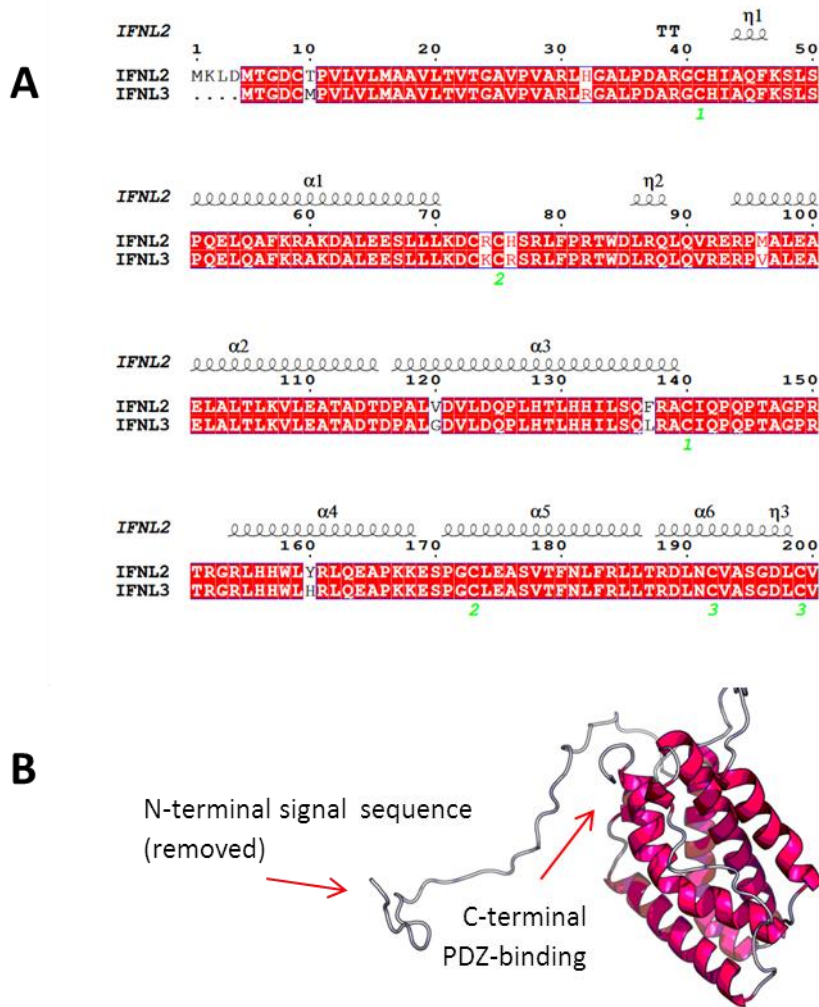 A
TT η1
IFNL2
1 10 20 30 40 50
IFNL2 MKLDMTGDCTPVLVLMAAVLTVTGAVPVARLHGALPDARGCHIAQFKSLS
IFNL3 ....MTGDCMPVLVLMAAVLTVTGAVPVARLRGALPDARGCHIAQFKSLS
1
α1 η2
IFNL2
60 70 80 90 100
IFNL2 PQELQAFKRAKDALEESLLLKDCRCHSRLFPRTWDLRQLQVRERPMALEA
IFNL3 PQELQAFKRAKDALEESLLLKDCKCRSRLFPRTWDLRQLQVRERPVALEA
2
α2 α3
IFNL2
110 120 130 140 150
IFNL2 ELALTLKVLEATADTDPALVDVLDQPLHTLHHILSQFRACIQPQPTAGPR
IFNL3 ELALTLKVLEATADTDPALGDVLDQPLHTLHHILSQLRACIQPQPTAGPR
1
α4 α5 α6 η3
IFNL2
160 170 180 190 200
IFNL2 TRGRLHHWLYRLQEAPKKESPGCLEASVTFNLFRLLTRDLNCVASGDLCV
IFNL3 TRGRLHHWLHRLQEAPKKESPGCLEASVTFNLFRLLTRDLNCVASGDLCV
2 3 3
B
N-terminal signal sequence
(removed)
C-terminal
PDZ-binding